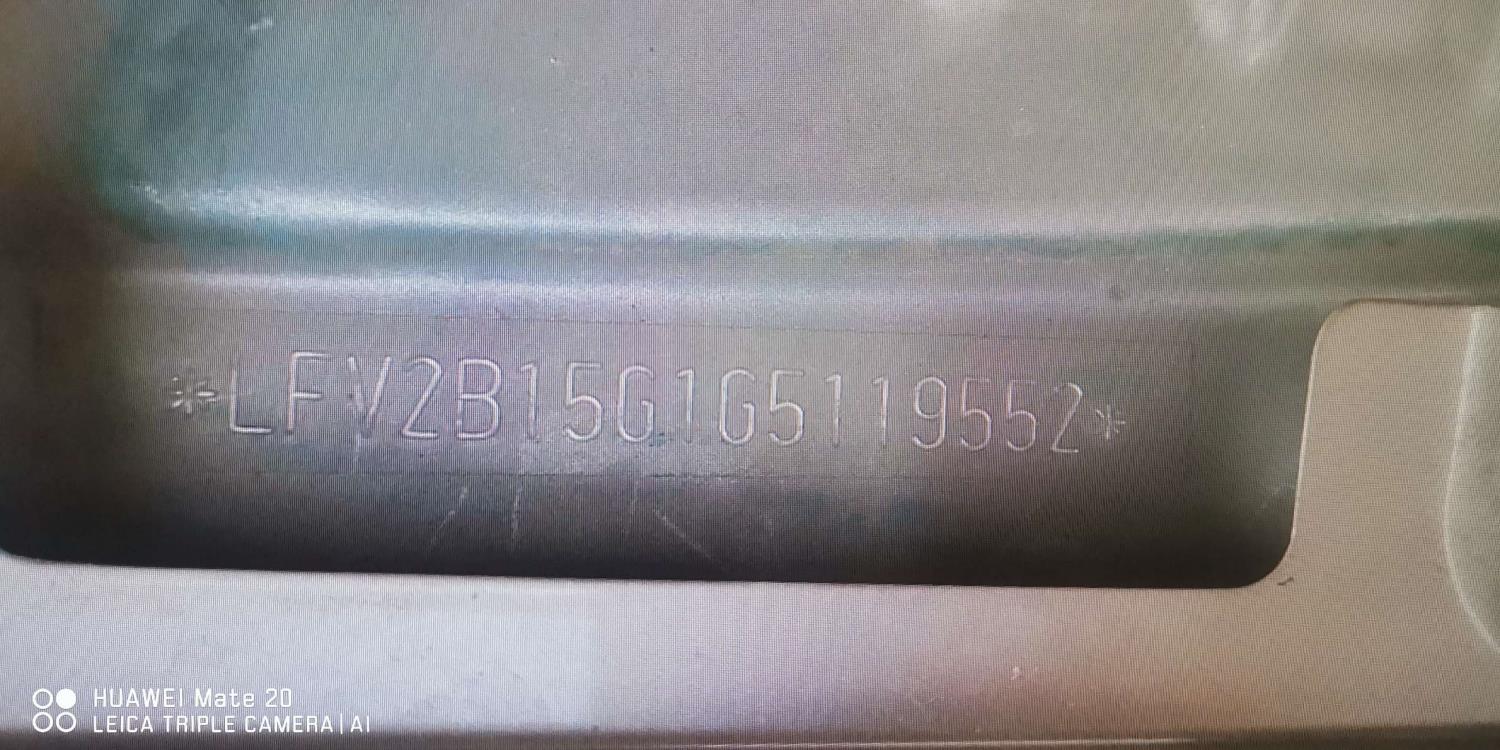 *LFV2B15G1G5119552*
HUAWEI Mate 20
LEICA TRIPLE CAMERA | AI